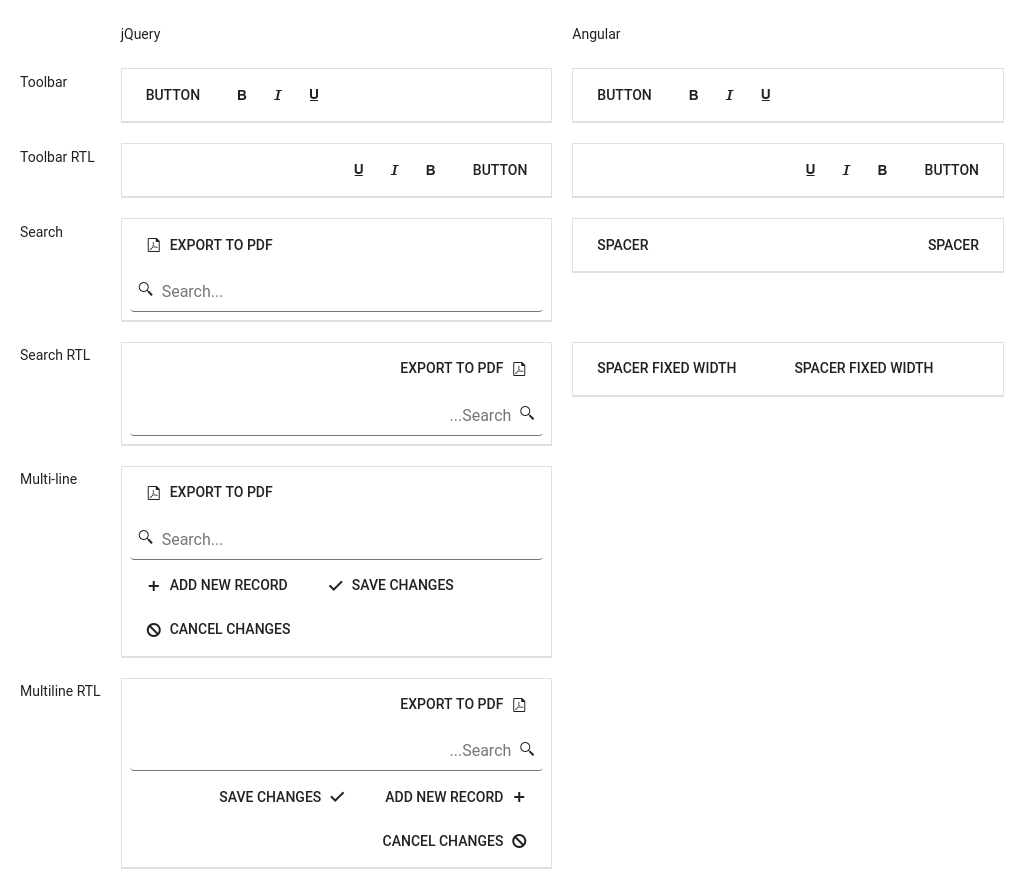 jQuery Angular
Toolbar BUTTON B I U BUTTON B I U
Toolbar RTL U I B BUTTON U I B BUTTON
Search EXPORT TO PDF SPACER SPACER
Search...
Search RTL EXPORT TO PDF SPACER FIXED WIDTH SPACER FIXED WIDTH
...Search
Multi-line EXPORT TO PDF
Search...
ADD NEW RECORD SAVE CHANGES
CANCEL CHANGES
Multiline RTL EXPORT TO PDF
...Search
SAVE CHANGES ADD NEW RECORD
CANCEL CHANGES